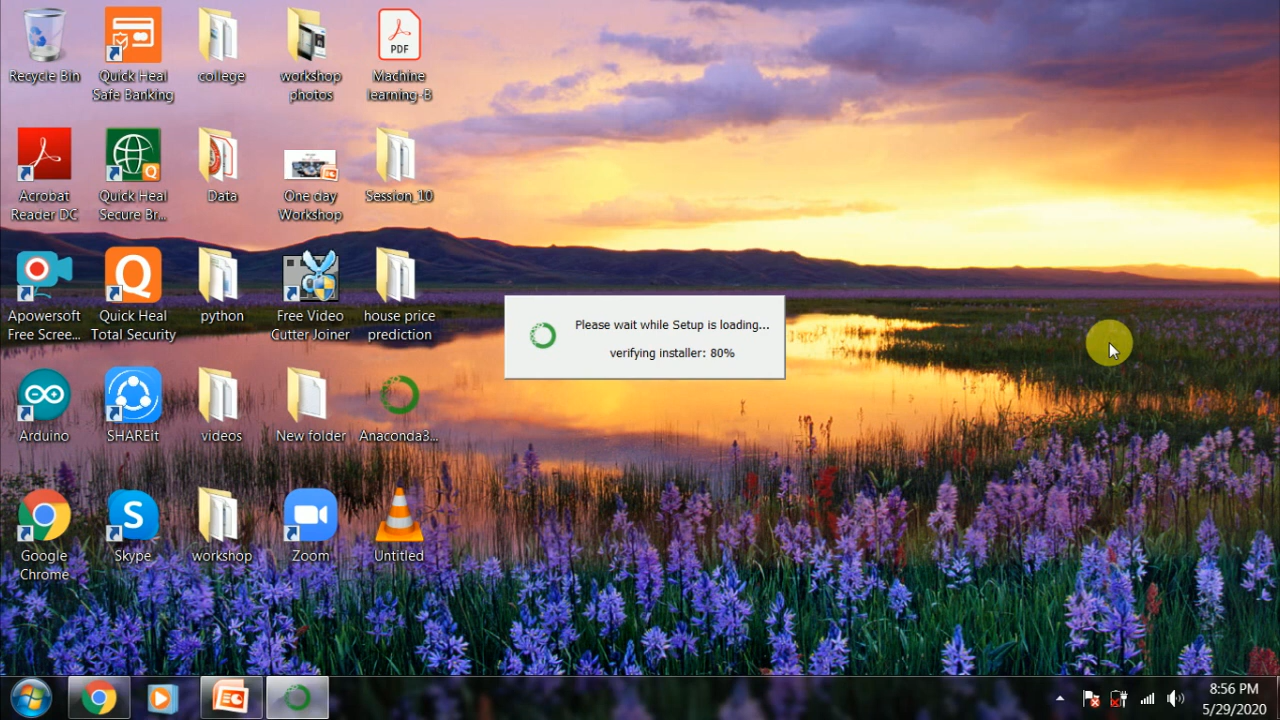 Recycle Bin
Quick Heal
Safe Banking
college
workshop
photos
PDF
Machine
learning-B
Acrobat
Reader DC
Quick Heal
Secure Br...
Data
One day
Workshop
Session_10
Apowersoft
Free Scree...
Quick Heal
Total Security
python
Free Video
Cutter Joiner
house price
prediction
Please wait while Setup is loading...
verifying installer: 80%
Arduino
SHAREit
videos
New folder
Anaconda3...
Google
Chrome
Skype
workshop
Zoom
Untitled
8:56 PM
5/29/2020